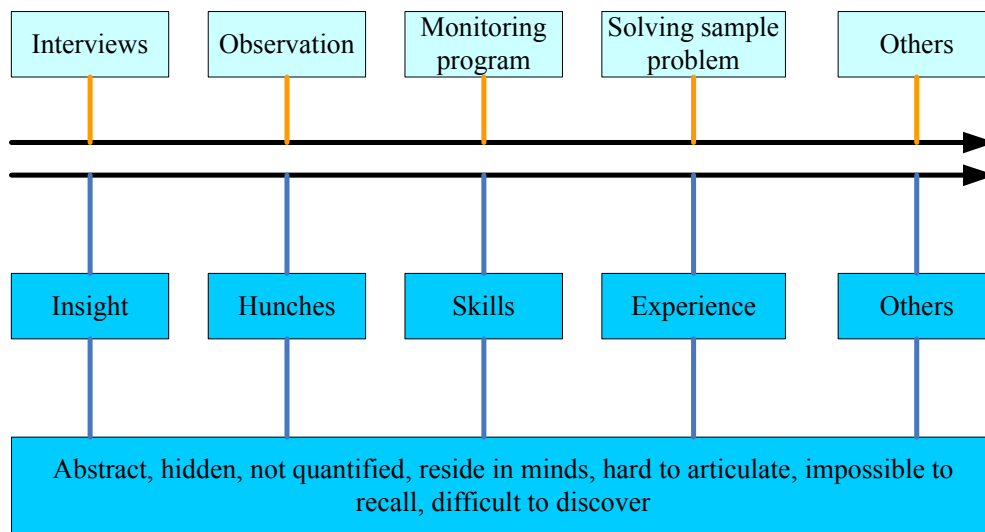 Interviews
Observation
Monitoring
program
Solving sample
problem
Others
Insight
Hunches
Skills
Experience
Others
Abstract, hidden, not quantified, reside in minds, hard to articulate, impossible to
recall, difficult to discover